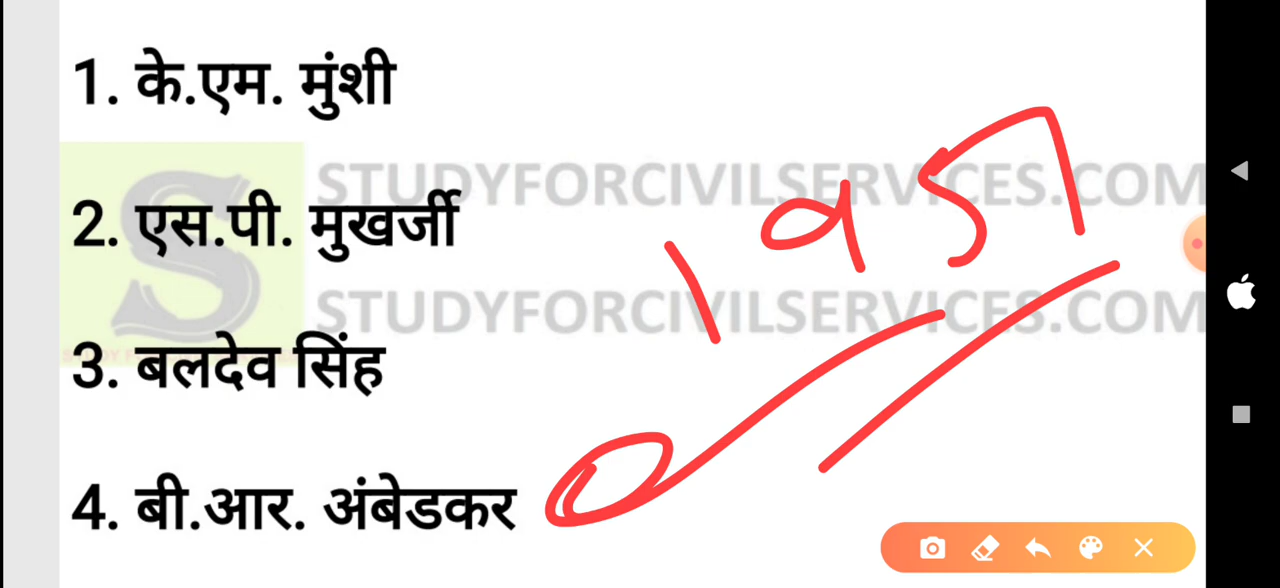 1. के.एम. मुंशी
STUDYFORCIVILSERVICES.COM
2. एस.पी. मुखर्जी
STUDYFORCIVILSERVICES.COM
3. बलदेव सिंह
4. बी.आर. अंबेडकर
1951